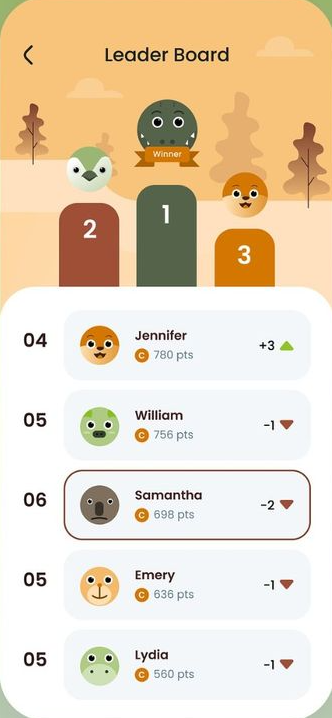 Leader Board
Winner
1
2
3
04
Jennifer
C 780 pts
+3
05
William
C 756 pts
-1
06
Samantha
C 698 pts
-2
05
Emery
C 636 pts
-1
05
Lydia
C 560 pts
-1